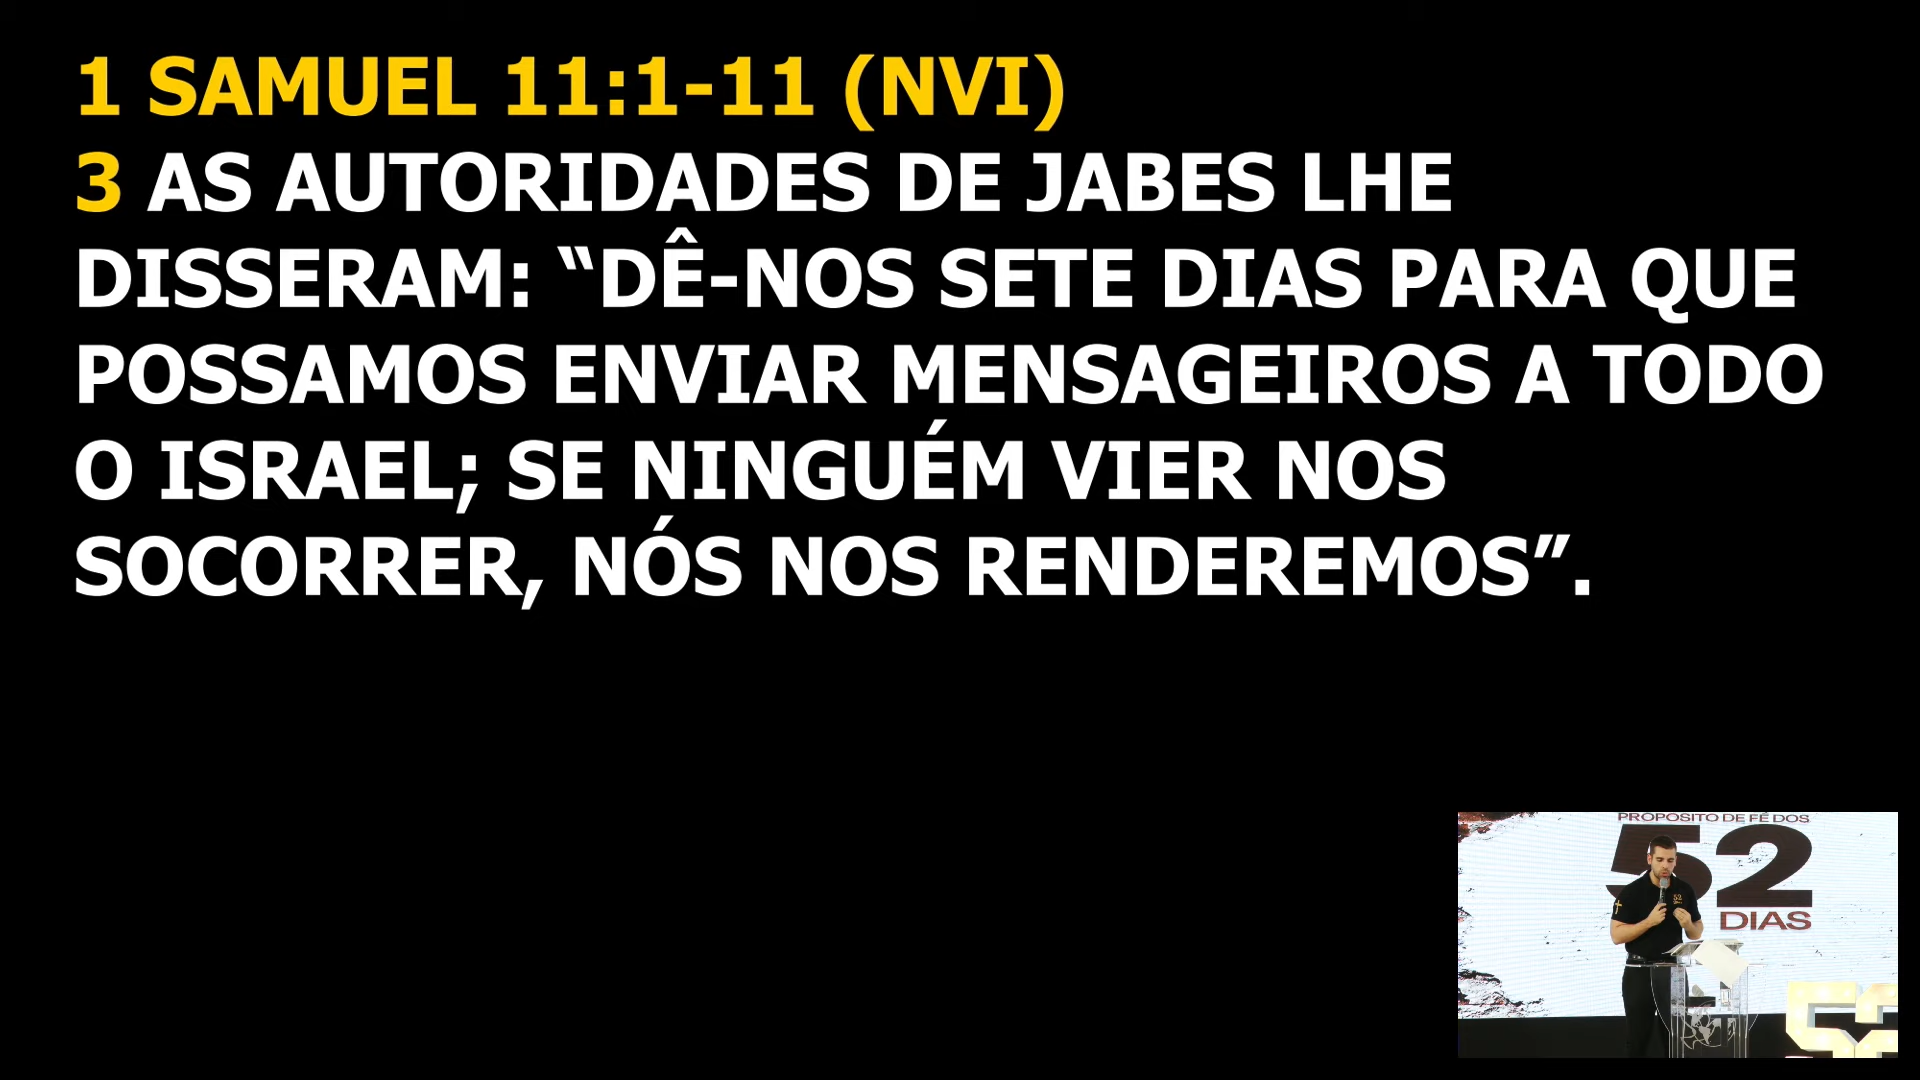 1 SAMUEL 11:1-11 (NVI)
3 AS AUTORIDADES DE JABES LHE
DISSERAM: “DÊ-NOS SETE DIAS PARA QUE
POSSAMOS ENVIAR MENSAGEIROS A TODO
O ISRAEL; SE NINGUÉM VIER NOS
SOCORRER, NÓS NOS RENDEREMOS”.
PROPOSITO DE FÉ DOS
52
DIAS
52